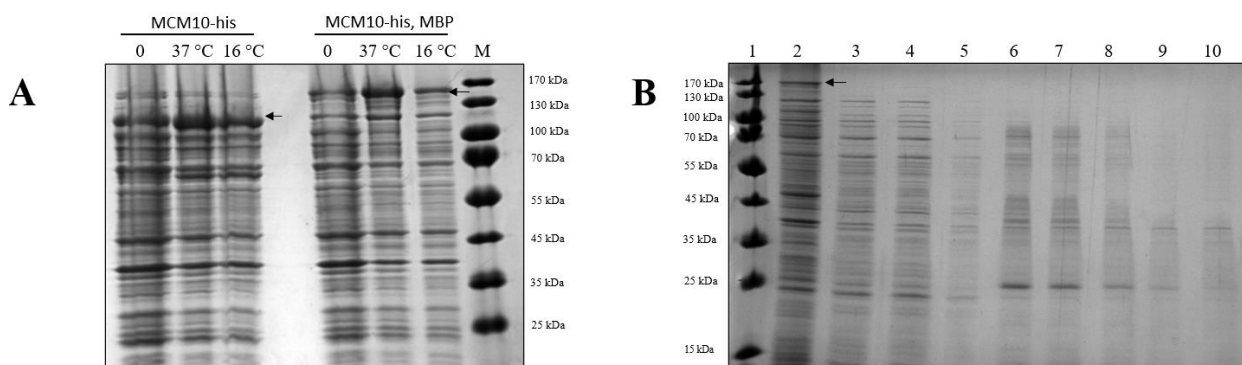 A
MCM10-his
MCM10-his, MBP
0 37 °C 16 °C
0 37 °C 16 °C M
170 kDa
130 kDa
100 kDa
70 kDa
55 kDa
45 kDa
35 kDa
25 kDa
B
1 2 3 4 5 6 7 8 9 10
170 kDa
130 kDa
100 kDa
70 kDa
55 kDa
45 kDa
35 kDa
25 kDa
15 kDa